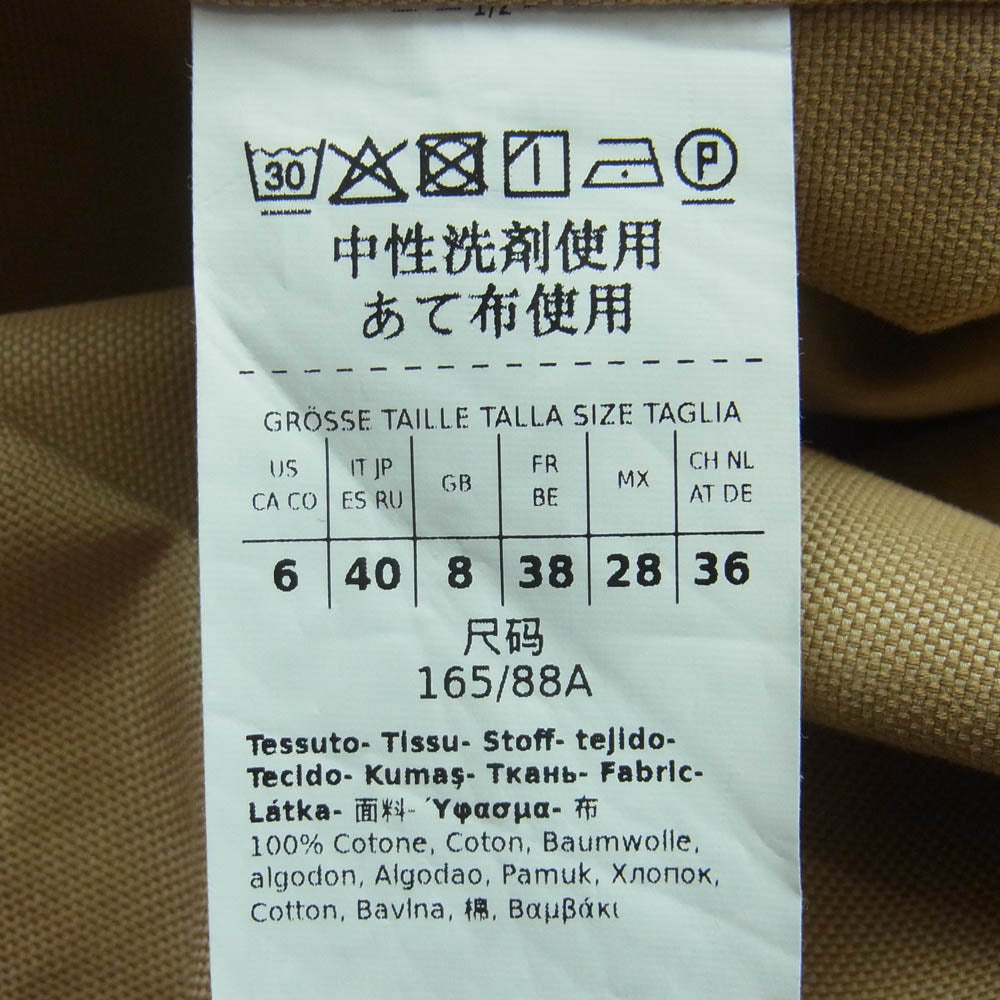 1/2
30 P
中性洗剤使用
あて布使用
GRÖSSE TAILLE TALLA SIZE TAGLIA
US CA CO IT JP ES RU GB FR BE MX CH NL AT DE
6 40 8 38 28 36
尺码
165/88A
Tessuto- Tissu- Stoff- tejido-
Tecido- Kumaş- Ткань- Fabric-
Látka- 面料- Ύφασμα- 布
100% Cotone, Coton, Baumwolle,
algodon, Algodao, Pamuk, Хлопок,
Cotton, Bavlna, 棉, Βαμβάκι